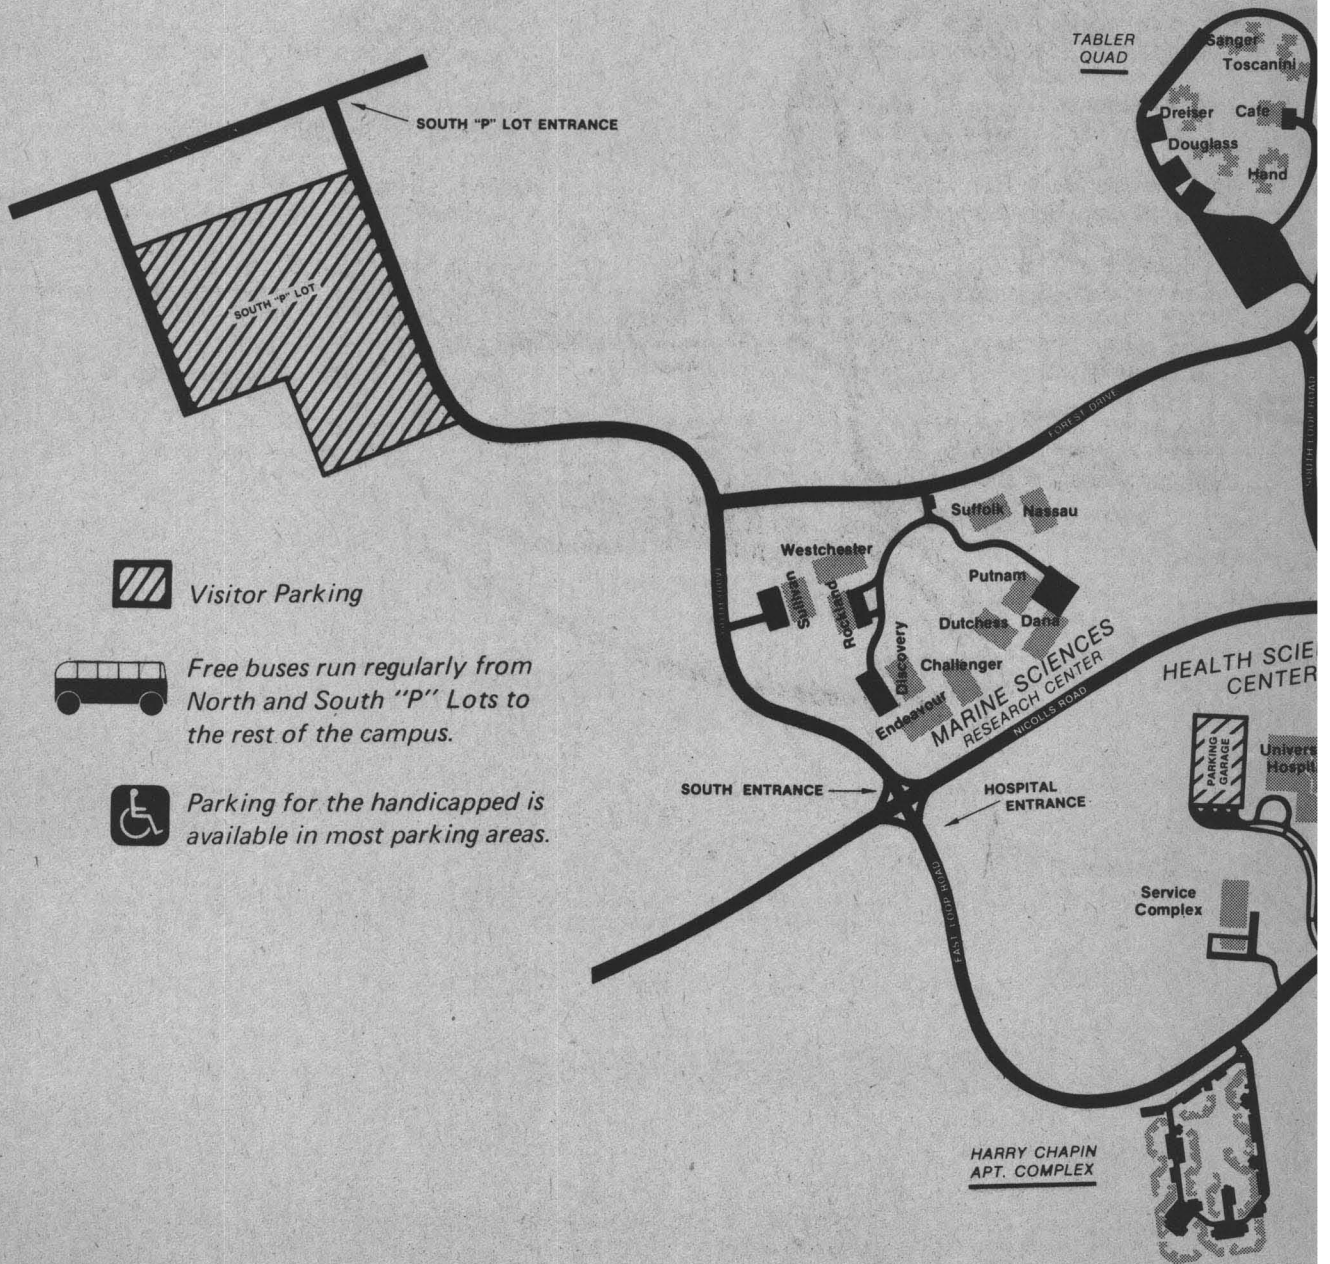 TABLER
QUAD
Sanger
Toscanini
Dreiser
Cafe
Douglass
Hand
SOUTH "P" LOT ENTRANCE
SOUTH "P" LOT
FOREST DRIVE
SOUTH LOOP ROAD
Suffolk
Nassau
Westchester
Sullivan
Rockland
Putnam
Dutchess
Dana
Discovery
Challenger
Endeavour
MARINE SCIENCES
RESEARCH CENTER
NICOLLS ROAD
DRIVE
HEALTH SCIE
CENTER
PARKING
GARAGE
Univers
Hospit
Visitor Parking
Free buses run regularly from
North and South "P" Lots to
the rest of the campus.
Parking for the handicapped is
available in most parking areas.
SOUTH ENTRANCE
HOSPITAL
ENTRANCE
EAST LOOP ROAD
Service
Complex
HARRY CHAPIN
APT. COMPLEX